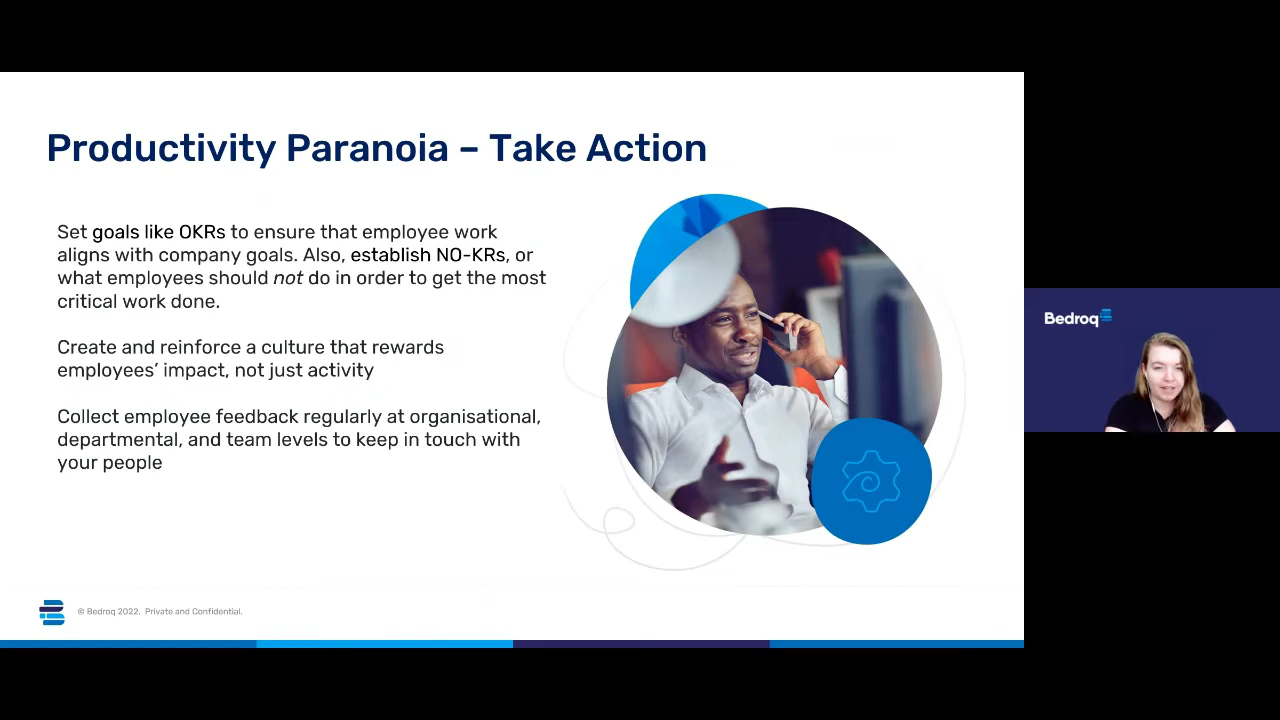 Productivity Paranoia – Take Action
Set goals like OKRs to ensure that employee work
aligns with company goals. Also, establish NO-KRs, or
what employees should not do in order to get the most
critical work done.
Create and reinforce a culture that rewards
employees’ impact, not just activity
Collect employee feedback regularly at organisational,
departmental, and team levels to keep in touch with
your people
© Bedroq 2022. Private and Confidential.
Bedroq